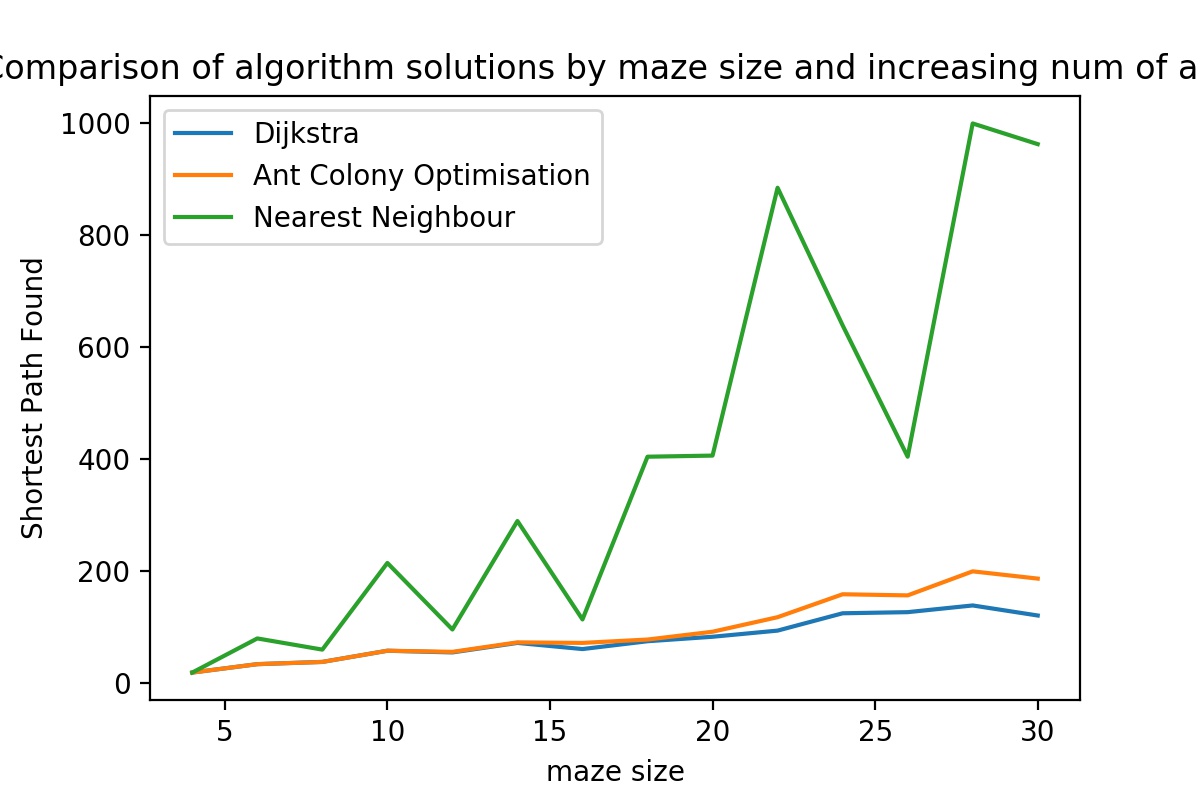 Comparison of algorithm solutions by maze size and increasing num of a
1000
800
600
400
200
0
Shortest Path Found
Dijkstra
Ant Colony Optimisation
Nearest Neighbour
5 10 15 20 25 30
maze size